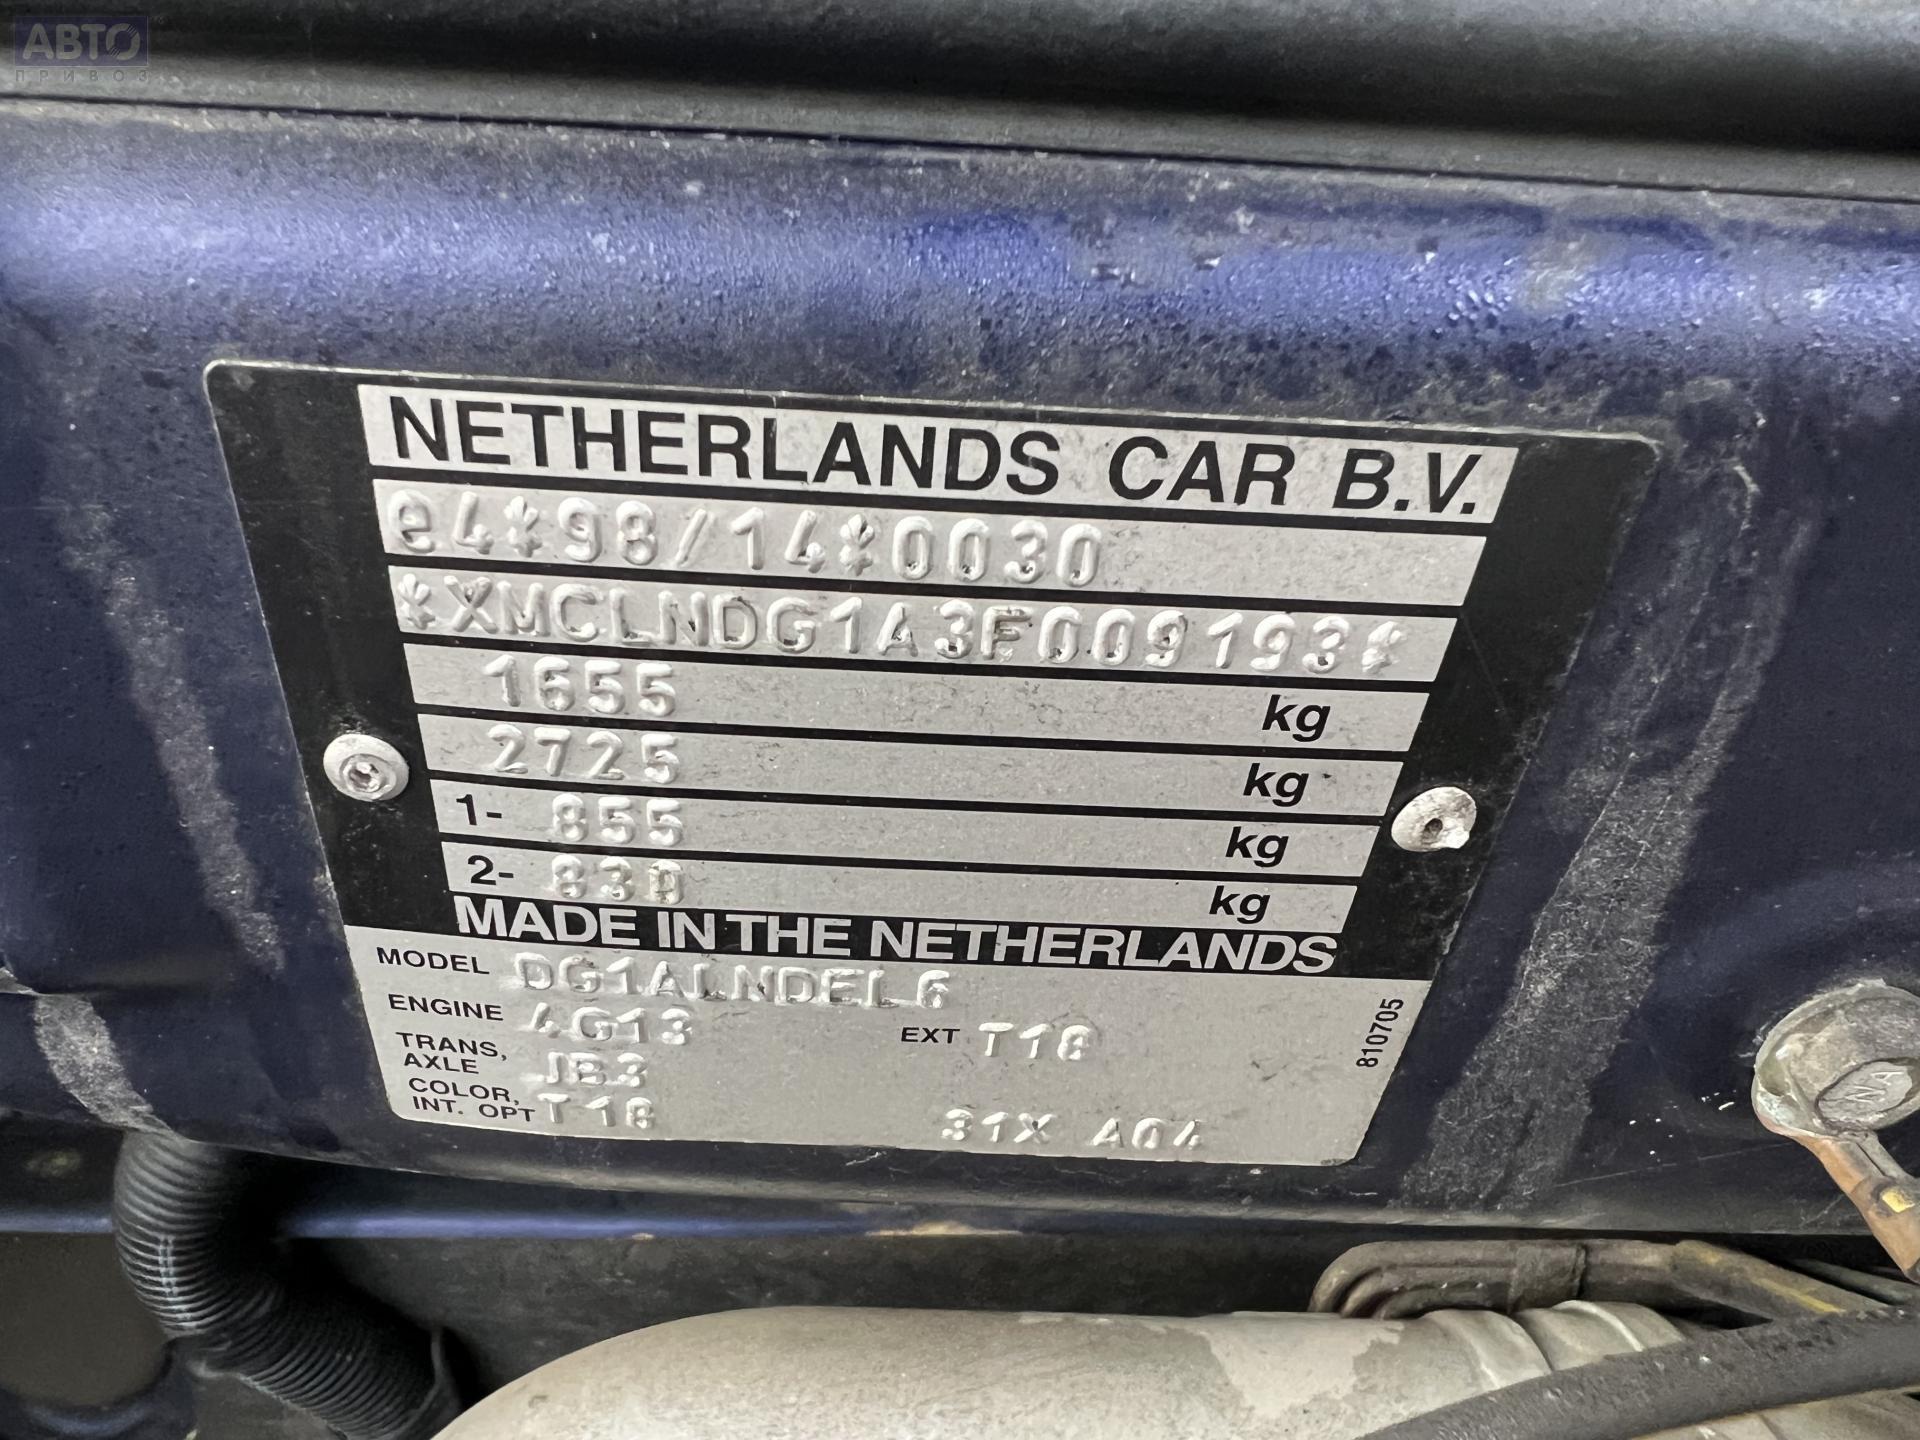 АВТО
ПРИВОЗ
NETHERLANDS CAR B.V.
e4*98/14*0030
*XMCLNDG1A3F009193*
1655 kg
2725 kg
1- 855 kg
2- 830 kg
MADE IN THE NETHERLANDS
MODEL DG1ALNDEL6
ENGINE 4G13 EXT T18
TRANS, AXLE JB3
COLOR, INT. OPT T18 31X A04
810705